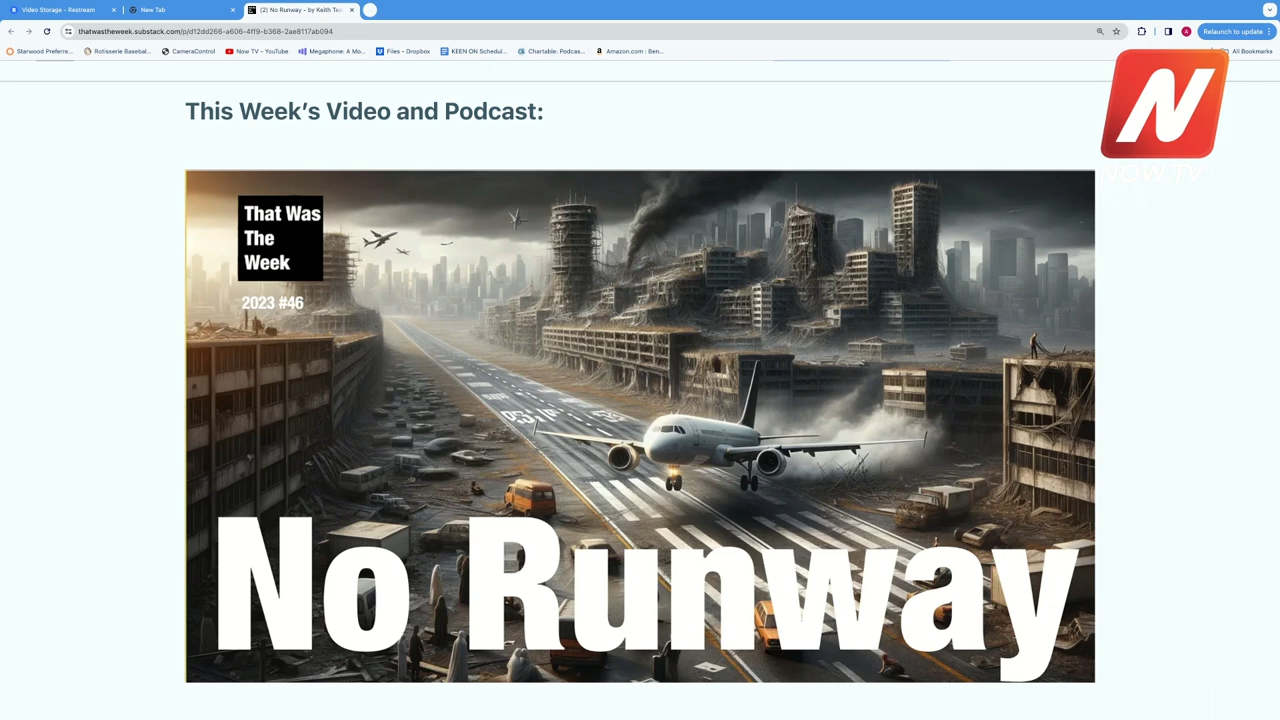 Video Storage - Restream
New Tab
(2) No Runway - by Keith Tea
thatwastheweek.substack.com/p/d12dd266-a606-4ff9-b368-2ae8117ab094
Relaunch to update
Starwood Preferre...
Rotisserie Basebal...
CameraControl
Now TV - YouTube
Megaphone: A Mo...
Files - Dropbox
KEEN ON Schedul...
Chartable: Podcas...
Amazon.com : Ben...
All Bookmarks
This Week's Video and Podcast:
N
NOW TV
That Was
The
Week
2023 #46
No Runway